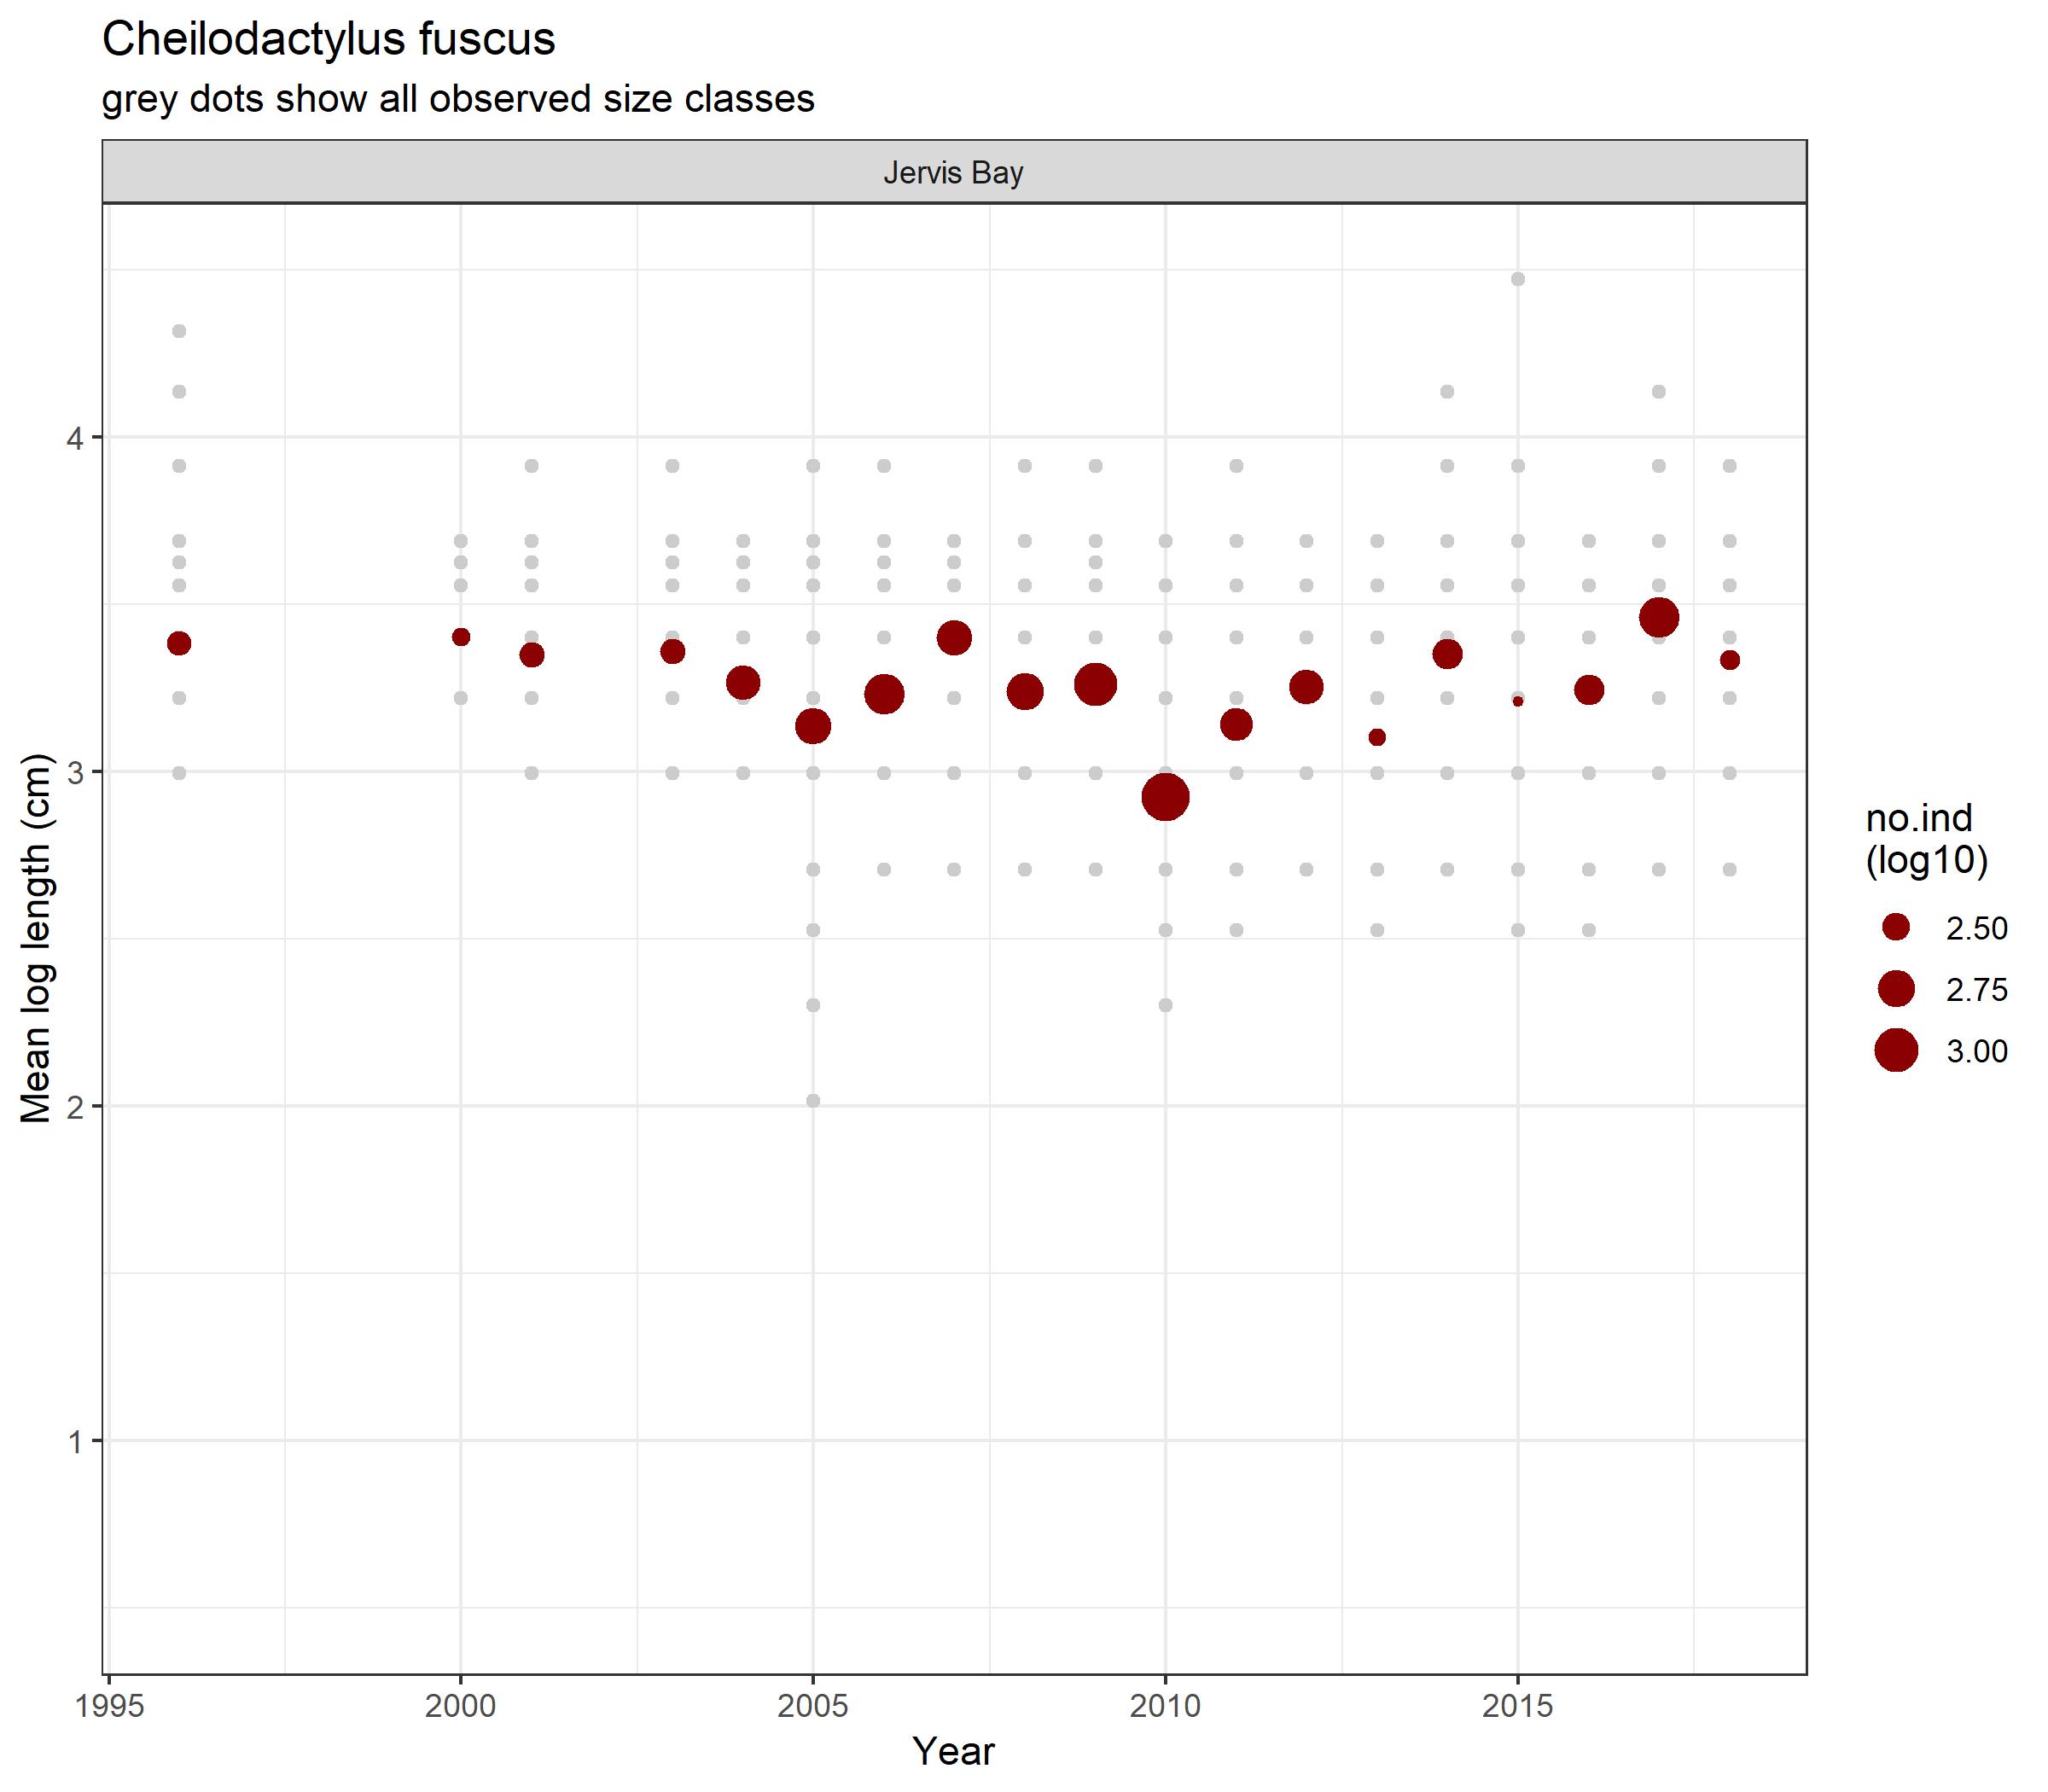 Cheilodactylus fuscus
grey dots show all observed size classes
Jervis Bay
Mean log length (cm)
4
3
2
1
1995
2000
2005
2010
2015
Year
no.ind
(log10)
2.50
2.75
3.00